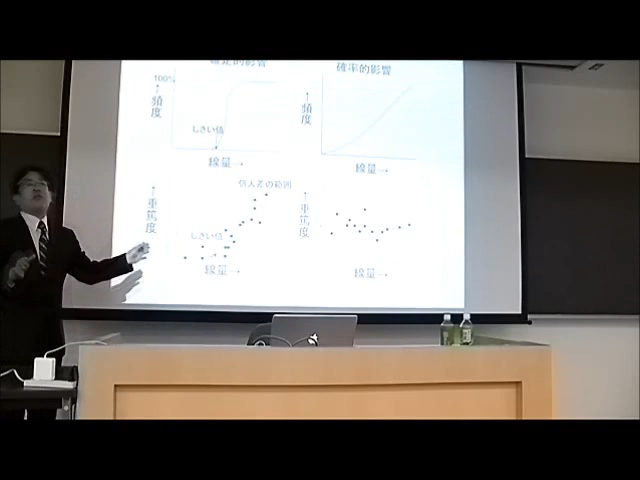 確定的影響
確率的影響
100%
↑頻度
しきい値
線量→
↑頻度
線量→
個人差の範囲
↑重篤度
しきい値
線量→
↑重篤度
線量→